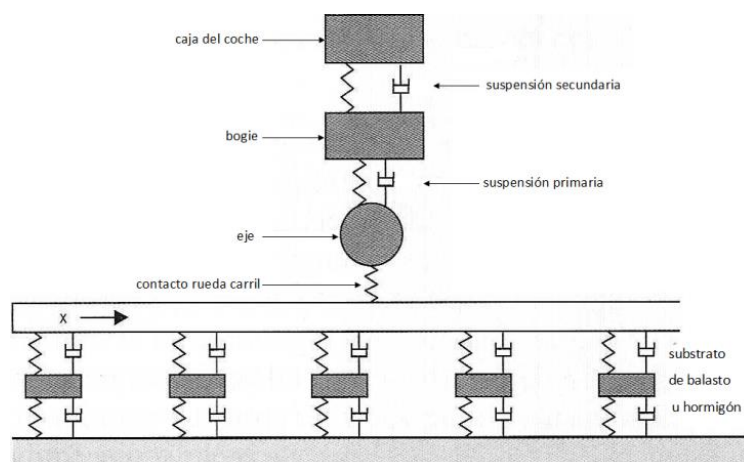 caja del coche
suspensión secundaria
bogie
suspensión primaria
eje
contacto rueda carril
X
substrato
de balasto
u hormigón